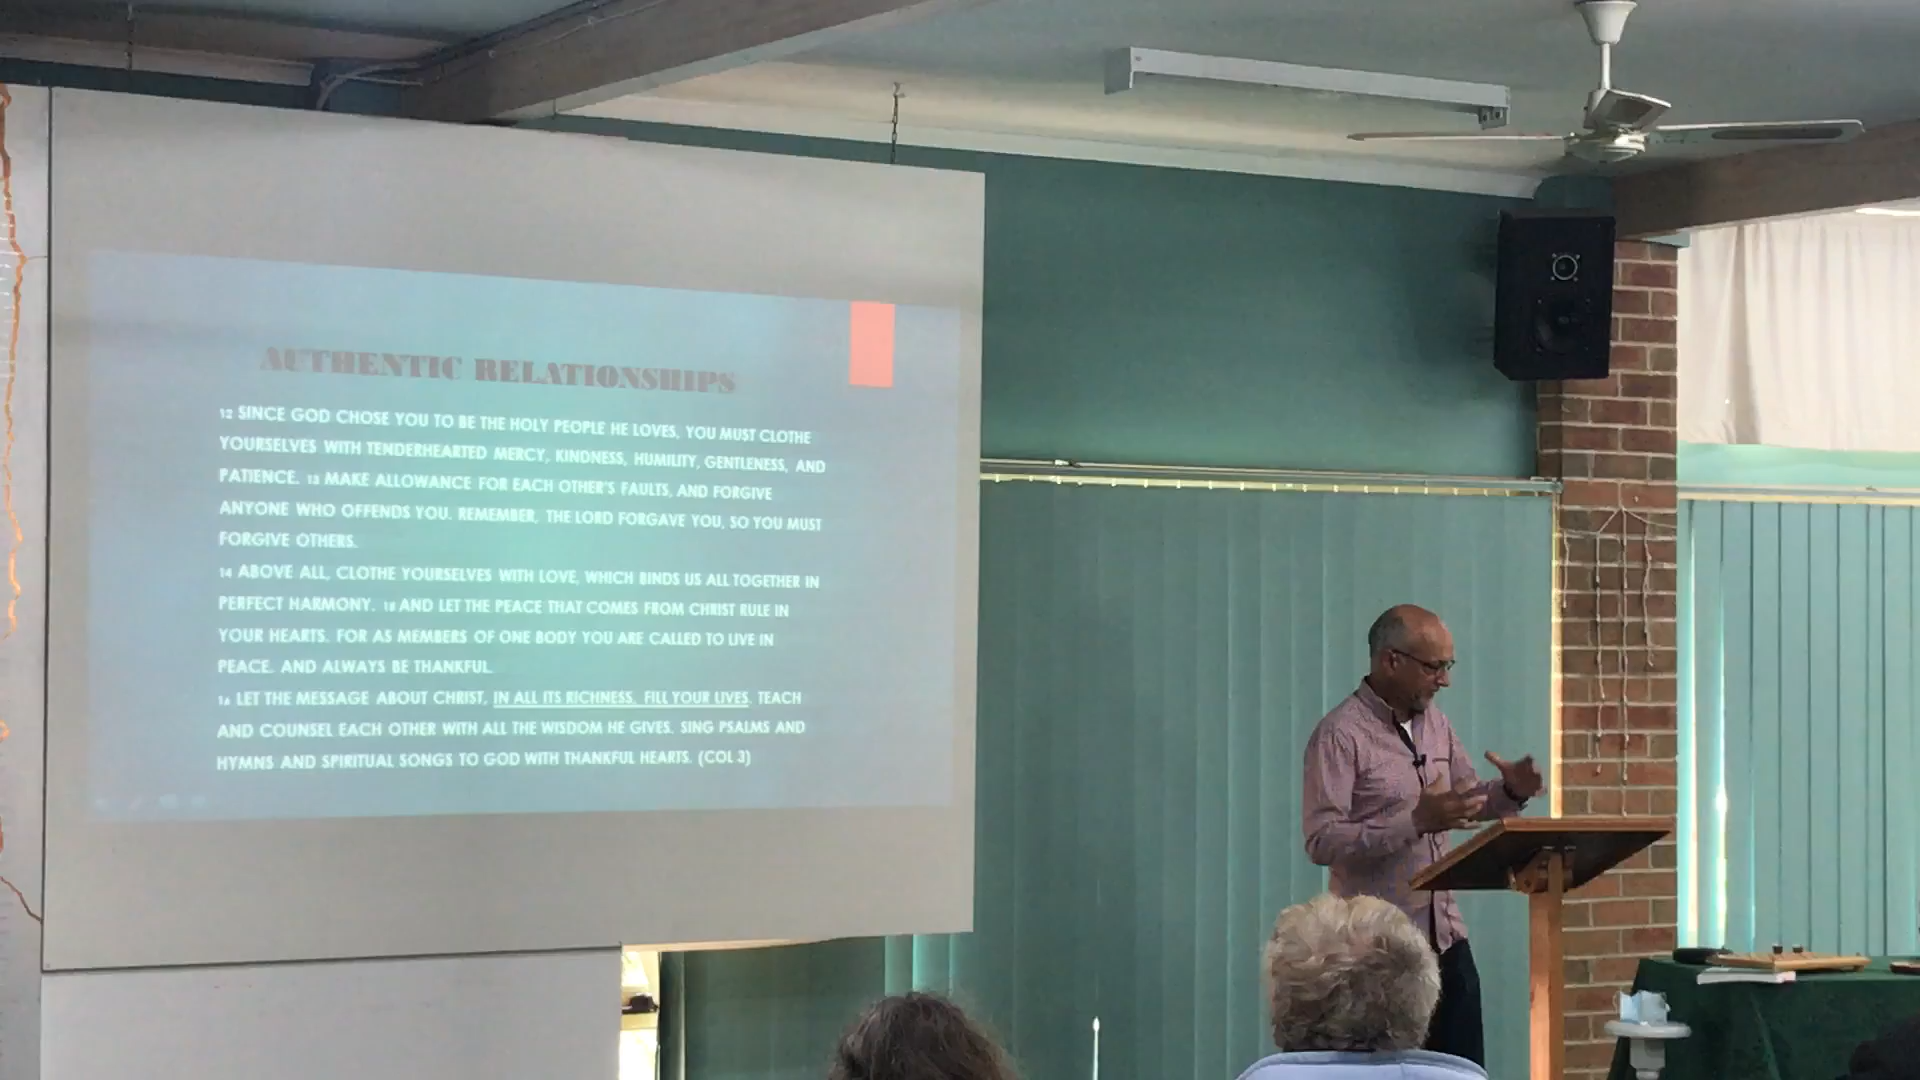 AUTHENTIC RELATIONSHIPS
12 SINCE GOD CHOSE YOU TO BE THE HOLY PEOPLE HE LOVES, YOU MUST CLOTHE
YOURSELVES WITH TENDERHEARTED MERCY, KINDNESS, HUMILITY, GENTLENESS, AND
PATIENCE. 13 MAKE ALLOWANCE FOR EACH OTHER'S FAULTS, AND FORGIVE
ANYONE WHO OFFENDS YOU. REMEMBER, THE LORD FORGAVE YOU, SO YOU MUST
FORGIVE OTHERS.
14 ABOVE ALL, CLOTHE YOURSELVES WITH LOVE, WHICH BINDS US ALL TOGETHER IN
PERFECT HARMONY. 15 AND LET THE PEACE THAT COMES FROM CHRIST RULE IN
YOUR HEARTS. FOR AS MEMBERS OF ONE BODY YOU ARE CALLED TO LIVE IN
PEACE. AND ALWAYS BE THANKFUL.
16 LET THE MESSAGE ABOUT CHRIST, IN ALL ITS RICHNESS, FILL YOUR LIVES. TEACH
AND COUNSEL EACH OTHER WITH ALL THE WISDOM HE GIVES. SING PSALMS AND
HYMNS AND SPIRITUAL SONGS TO GOD WITH THANKFUL HEARTS. (COL 3)